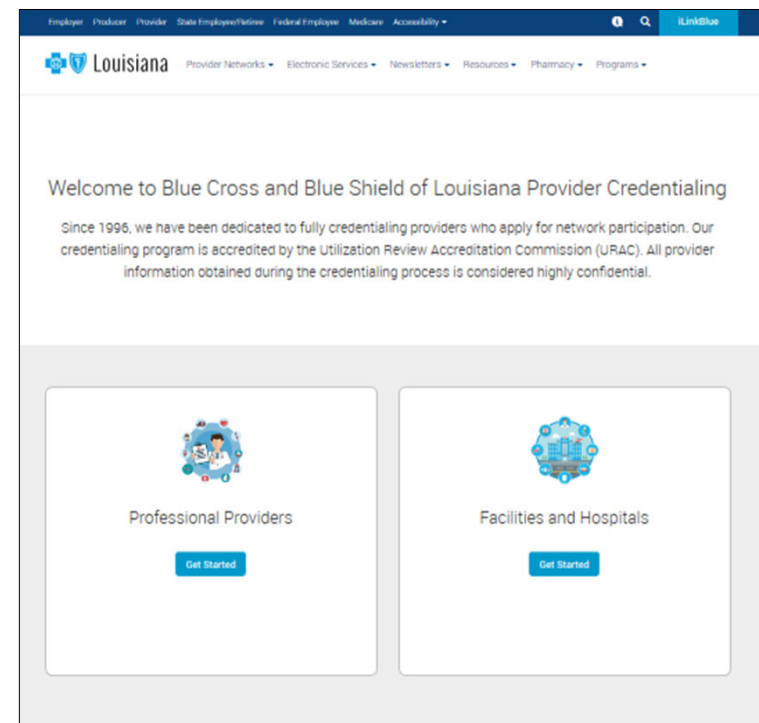 Employer Producer Provider State Employee/Retiree Federal Employee Medicare Accessibility iLinkBlue
Louisiana Provider Networks Electronic Services Newsletters Resources Pharmacy Programs
Welcome to Blue Cross and Blue Shield of Louisiana Provider Credentialing
Since 1996, we have been dedicated to fully credentialing providers who apply for network participation. Our
credentialing program is accredited by the Utilization Review Accreditation Commission (URAC). All provider
information obtained during the credentialing process is considered highly confidential.
Professional Providers
Get Started
Facilities and Hospitals
Get Started